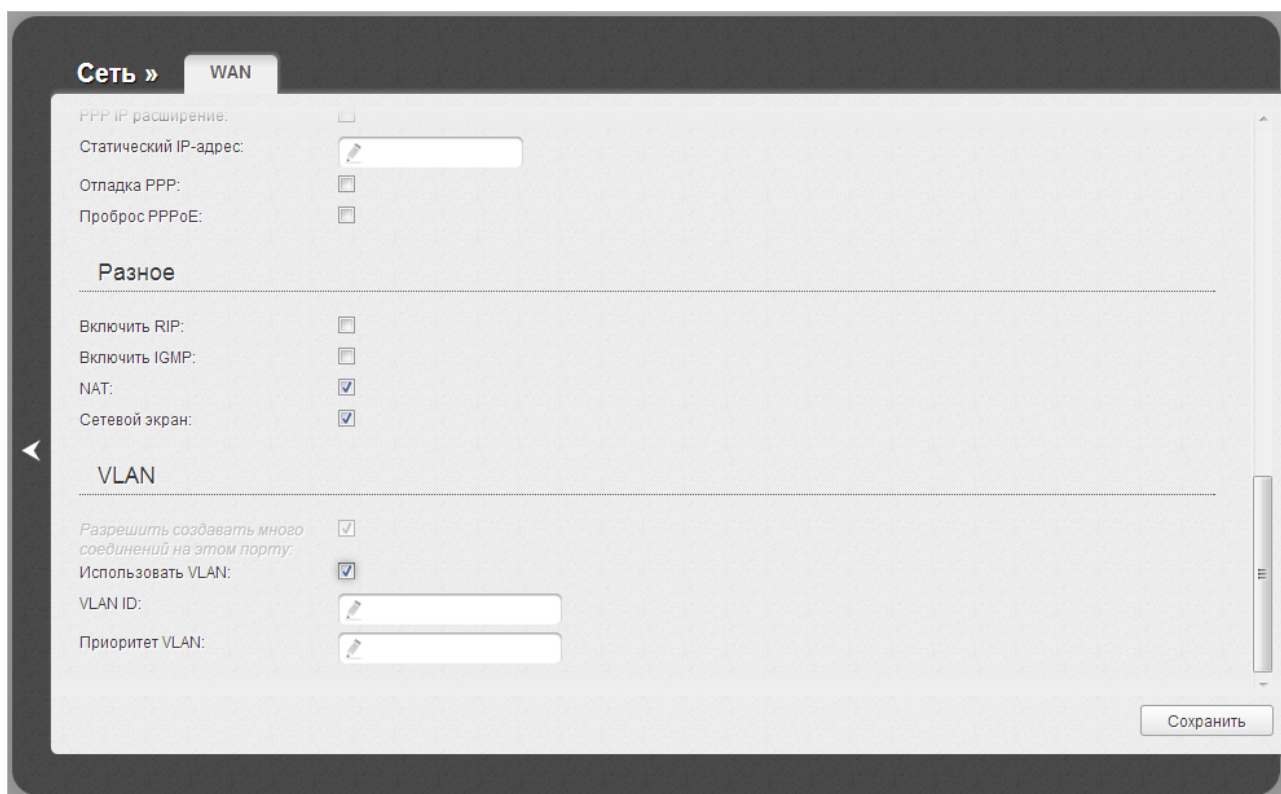 Сеть »
WAN
PPP IP расширение:
Статический IP-адрес:
Отладка PPP:
Проброс PPPoE:
Разное
Включить RIP:
Включить IGMP:
NAT:
Сетевой экран:
VLAN
Разрешить создавать много
соединений на этом порту:
Использовать VLAN:
VLAN ID:
Приоритет VLAN:
Сохранить